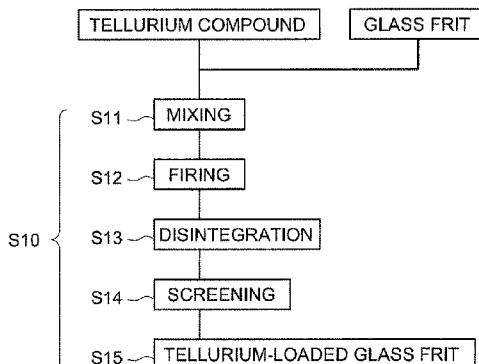 TELLURIUM COMPOUND
GLASS FRIT
S11 MIXING
S12 FIRING
S10
S13 DISINTEGRATION
S14 SCREENING
S15 TELLURIUM-LOADED GLASS FRIT